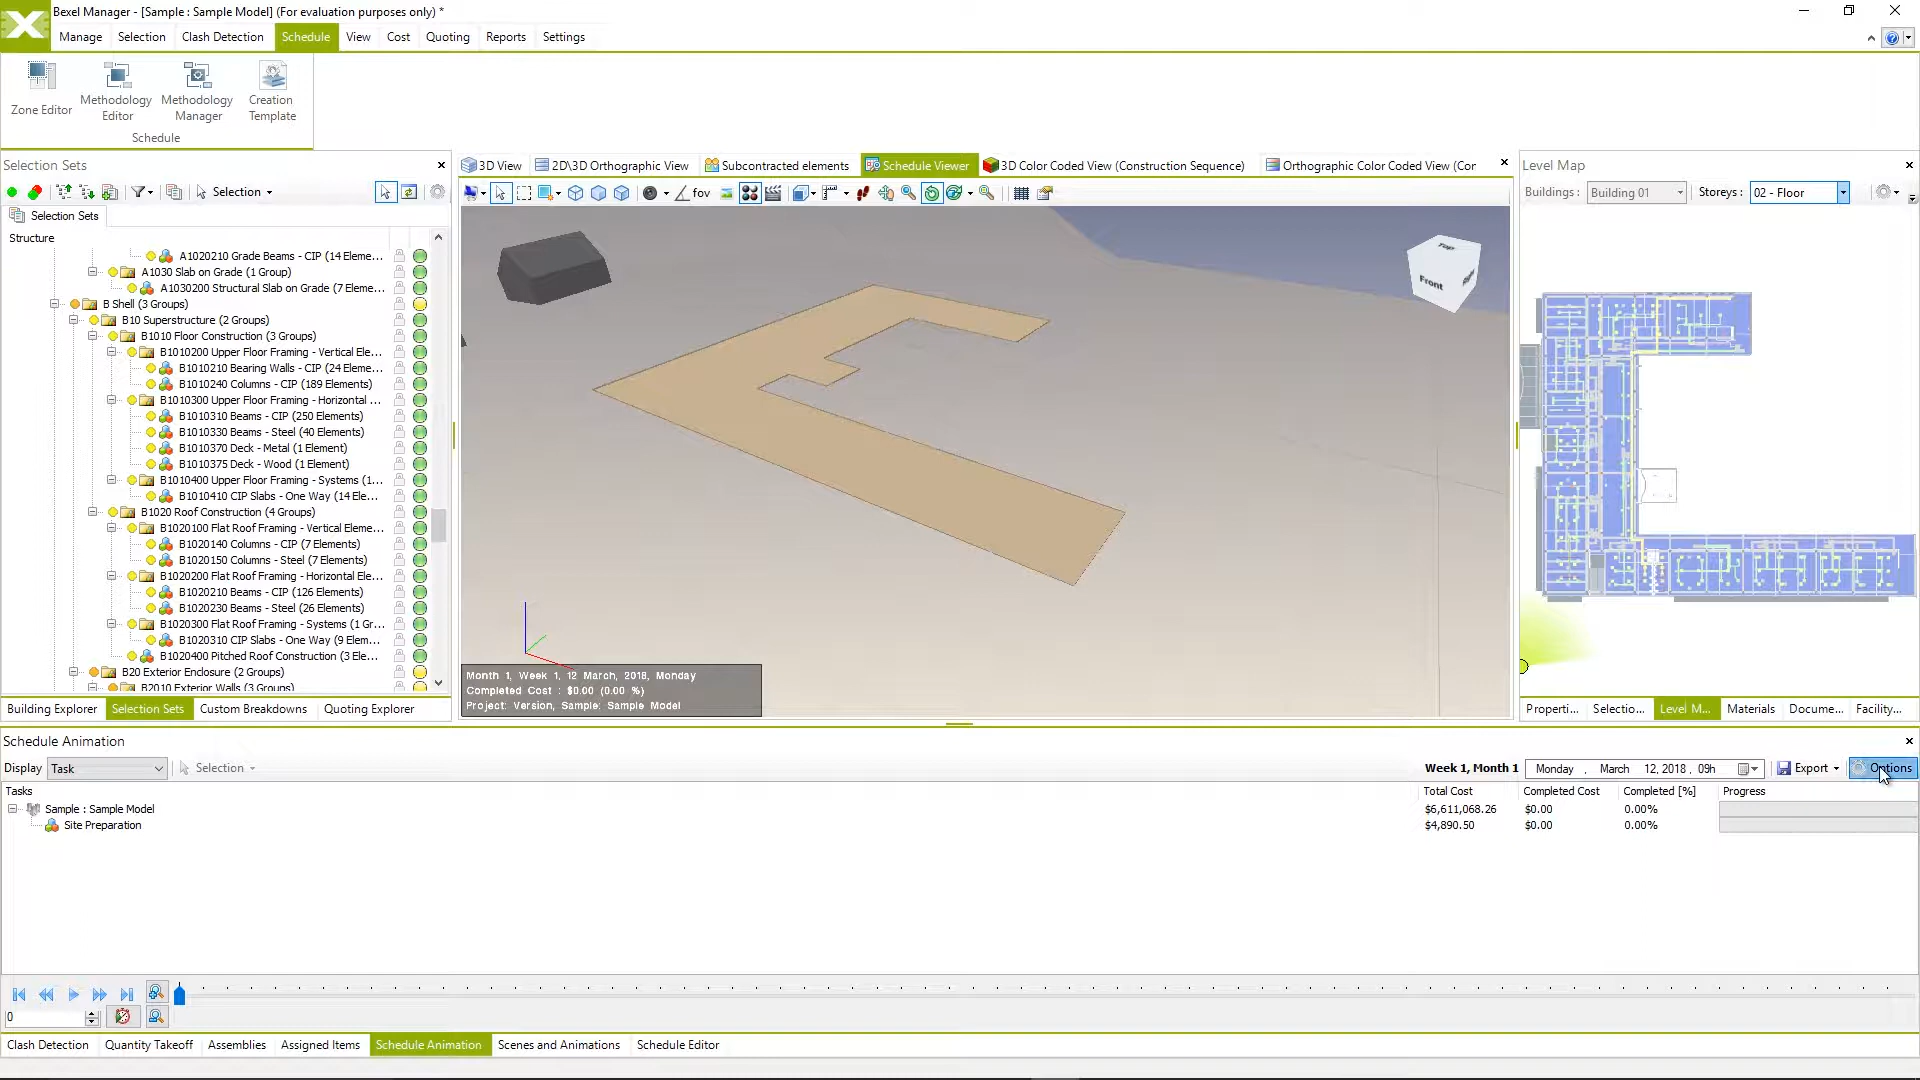 Bexel Manager - [Sample : Sample Model] (For evaluation purposes only) *
Manage Selection Clash Detection Schedule View Cost Quoting Reports Settings
Zone Editor
Methodology Editor
Methodology Manager
Creation Template
Schedule
Selection Sets
Selection
Selection Sets
Structure
A1020210 Grade Beams - CIP (14 Eleme...
A1030 Slab on Grade (1 Group)
A1030200 Structural Slab on Grade (7 Eleme...
B Shell (3 Groups)
B10 Superstructure (2 Groups)
B1010 Floor Construction (3 Groups)
B1010200 Upper Floor Framing - Vertical Ele...
B1010210 Bearing Walls - CIP (24 Eleme...
B1010240 Columns - CIP (189 Elements)
B1010300 Upper Floor Framing - Horizontal ...
B1010310 Beams - CIP (250 Elements)
B1010330 Beams - Steel (40 Elements)
B1010370 Deck - Metal (1 Element)
B1010375 Deck - Wood (1 Element)
B1010400 Upper Floor Framing - Systems (1...
B1010410 CIP Slabs - One Way (14 Ele...
B1020 Roof Construction (4 Groups)
B1020100 Flat Roof Framing - Vertical Eleme...
B1020140 Columns - CIP (7 Elements)
B1020150 Columns - Steel (7 Elements)
B1020200 Flat Roof Framing - Horizontal Ele...
B1020210 Beams - CIP (126 Elements)
B1020230 Beams - Steel (26 Elements)
B1020300 Flat Roof Framing - Systems (1 Gr...
B1020310 CIP Slabs - One Way (9 Elem...
B1020400 Pitched Roof Construction (3 Ele...
B20 Exterior Enclosure (2 Groups)
B2010 Exterior Walls (3 Groups)
Building Explorer Selection Sets Custom Breakdowns Quoting Explorer
3D View 2D\3D Orthographic View Subcontracted elements Schedule Viewer 3D Color Coded View (Construction Sequence) Orthographic Color Coded View (Cor
fov
Top
Front
Right
Month 1, Week 1, 12 March, 2018, Monday
Completed Cost : $0.00 (0.00 %)
Project: Version, Sample: Sample Model
Level Map
Buildings : Building 01 Storeys : 02 - Floor
Properti... Selectio... Level M... Materials Docume... Facility...
Schedule Animation
Display Task Selection
Week 1, Month 1 Monday , March 12, 2018 , 09h Export Options
Tasks Total Cost Completed Cost Completed [%] Progress
Sample : Sample Model $6,611,068.26 $0.00 0.00%
Site Preparation $4,890.50 $0.00 0.00%
0
Clash Detection Quantity Takeoff Assemblies Assigned Items Schedule Animation Scenes and Animations Schedule Editor